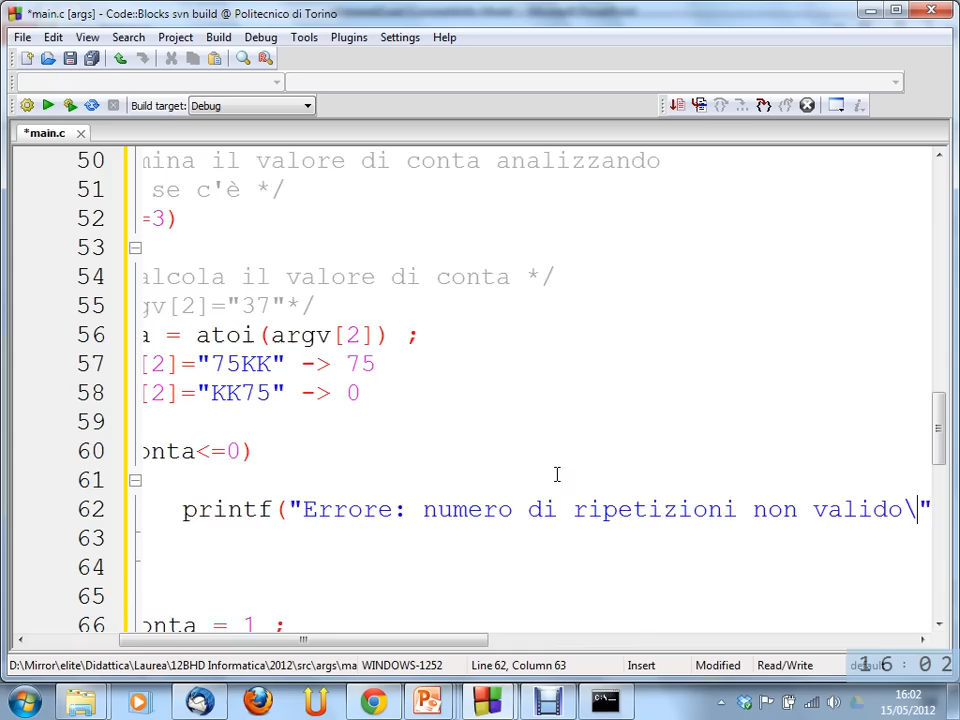 *main.c [args] - Code::Blocks svn build @ Politecnico di Torino
File Edit View Search Project Build Debug Tools Plugins Settings Help
Build target: Debug
*main.c
50 mina il valore di conta analizzando
51 se c'è */
52 =3)
53
54 alcola il valore di conta */
55 gv[2]="37"*/
56 a = atoi(argv[2]) ;
57 [2]="75KK" -> 75
58 [2]="KK75" -> 0
59
60 onta<=0)
61
62 printf("Errore: numero di ripetizioni non valido\"
63
64
65
66 onta = 1 ;
D:\Mirror\elite\Didattica\Laurea\12BHD Informatica\2012\src\args\ma WINDOWS-1252 Line 62, Column 63 Insert Modified Read/Write
16:02
16:02
15/05/2012